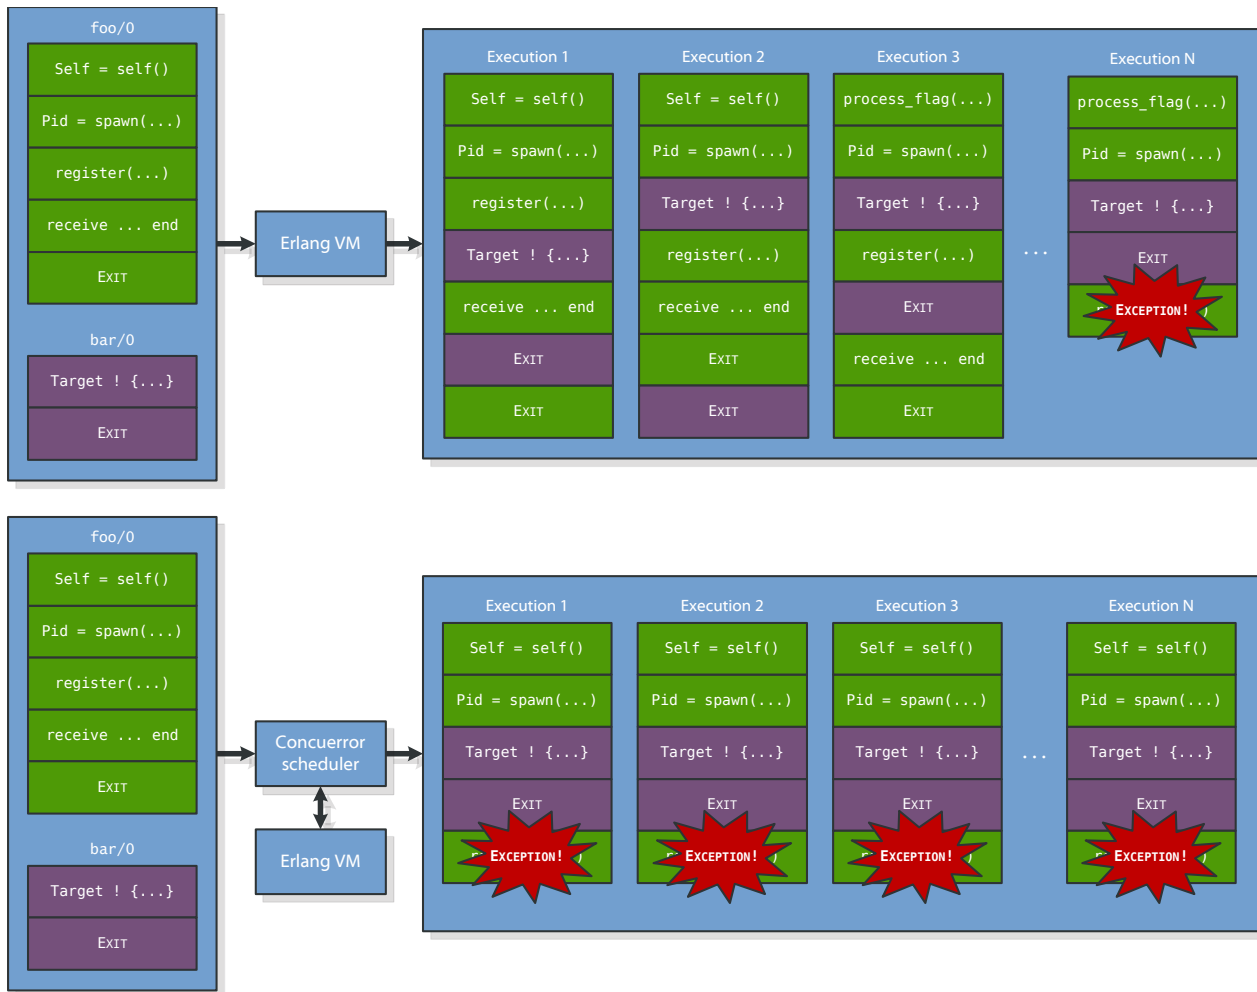 foo/0
Self = self()
Pid = spawn(...)
register(...)
receive ... end
EXIT
bar/0
Target ! {...}
EXIT
Erlang VM
Execution 1
Self = self()
Pid = spawn(...)
register(...)
Target ! {...}
receive ... end
EXIT
EXIT
Execution 2
Self = self()
Pid = spawn(...)
Target ! {...}
register(...)
receive ... end
EXIT
EXIT
Execution 3
process_flag(...)
Pid = spawn(...)
Target ! {...}
register(...)
EXIT
receive ... end
EXIT
...
Execution N
process_flag(...)
Pid = spawn(...)
Target ! {...}
EXIT
EXCEPTION!
foo/0
Self = self()
Pid = spawn(...)
register(...)
receive ... end
EXIT
bar/0
Target ! {...}
EXIT
Concuerror
scheduler
Erlang VM
Execution 1
Self = self()
Pid = spawn(...)
Target ! {...}
EXIT
EXCEPTION!
Execution 2
Self = self()
Pid = spawn(...)
Target ! {...}
EXIT
EXCEPTION!
Execution 3
Self = self()
Pid = spawn(...)
Target ! {...}
EXIT
EXCEPTION!
...
Execution N
Self = self()
Pid = spawn(...)
Target ! {...}
EXIT
EXCEPTION!